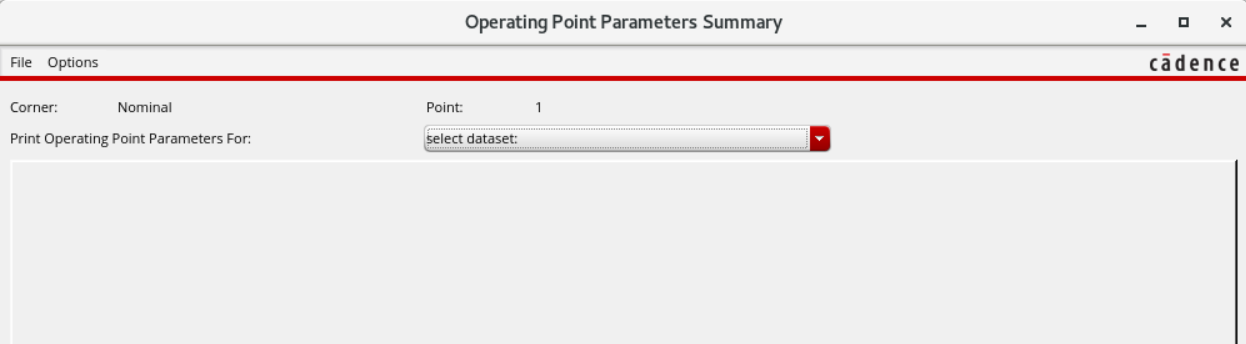 Operating Point Parameters Summary
File Options cādence
Corner: Nominal Point: 1
Print Operating Point Parameters For: select dataset: